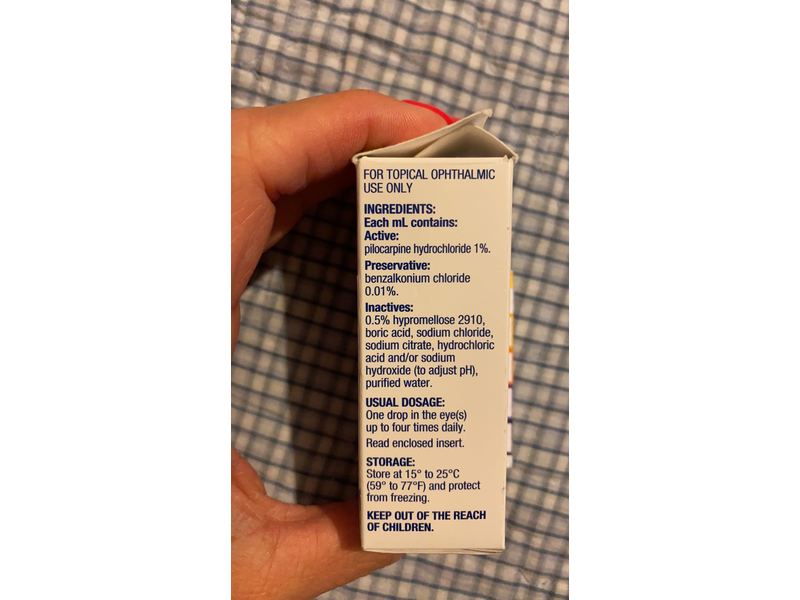 FOR TOPICAL OPHTHALMIC
USE ONLY
INGREDIENTS:
Each mL contains:
Active:
pilocarpine hydrochloride 1%.
Preservative:
benzalkonium chloride
0.01%.
Inactives:
0.5% hypromellose 2910,
boric acid, sodium chloride,
sodium citrate, hydrochloric
acid and/or sodium
hydroxide (to adjust pH),
purified water.
USUAL DOSAGE:
One drop in the eye(s)
up to four times daily.
Read enclosed insert.
STORAGE:
Store at 15° to 25°C
(59° to 77°F) and protect
from freezing.
KEEP OUT OF THE REACH
OF CHILDREN.